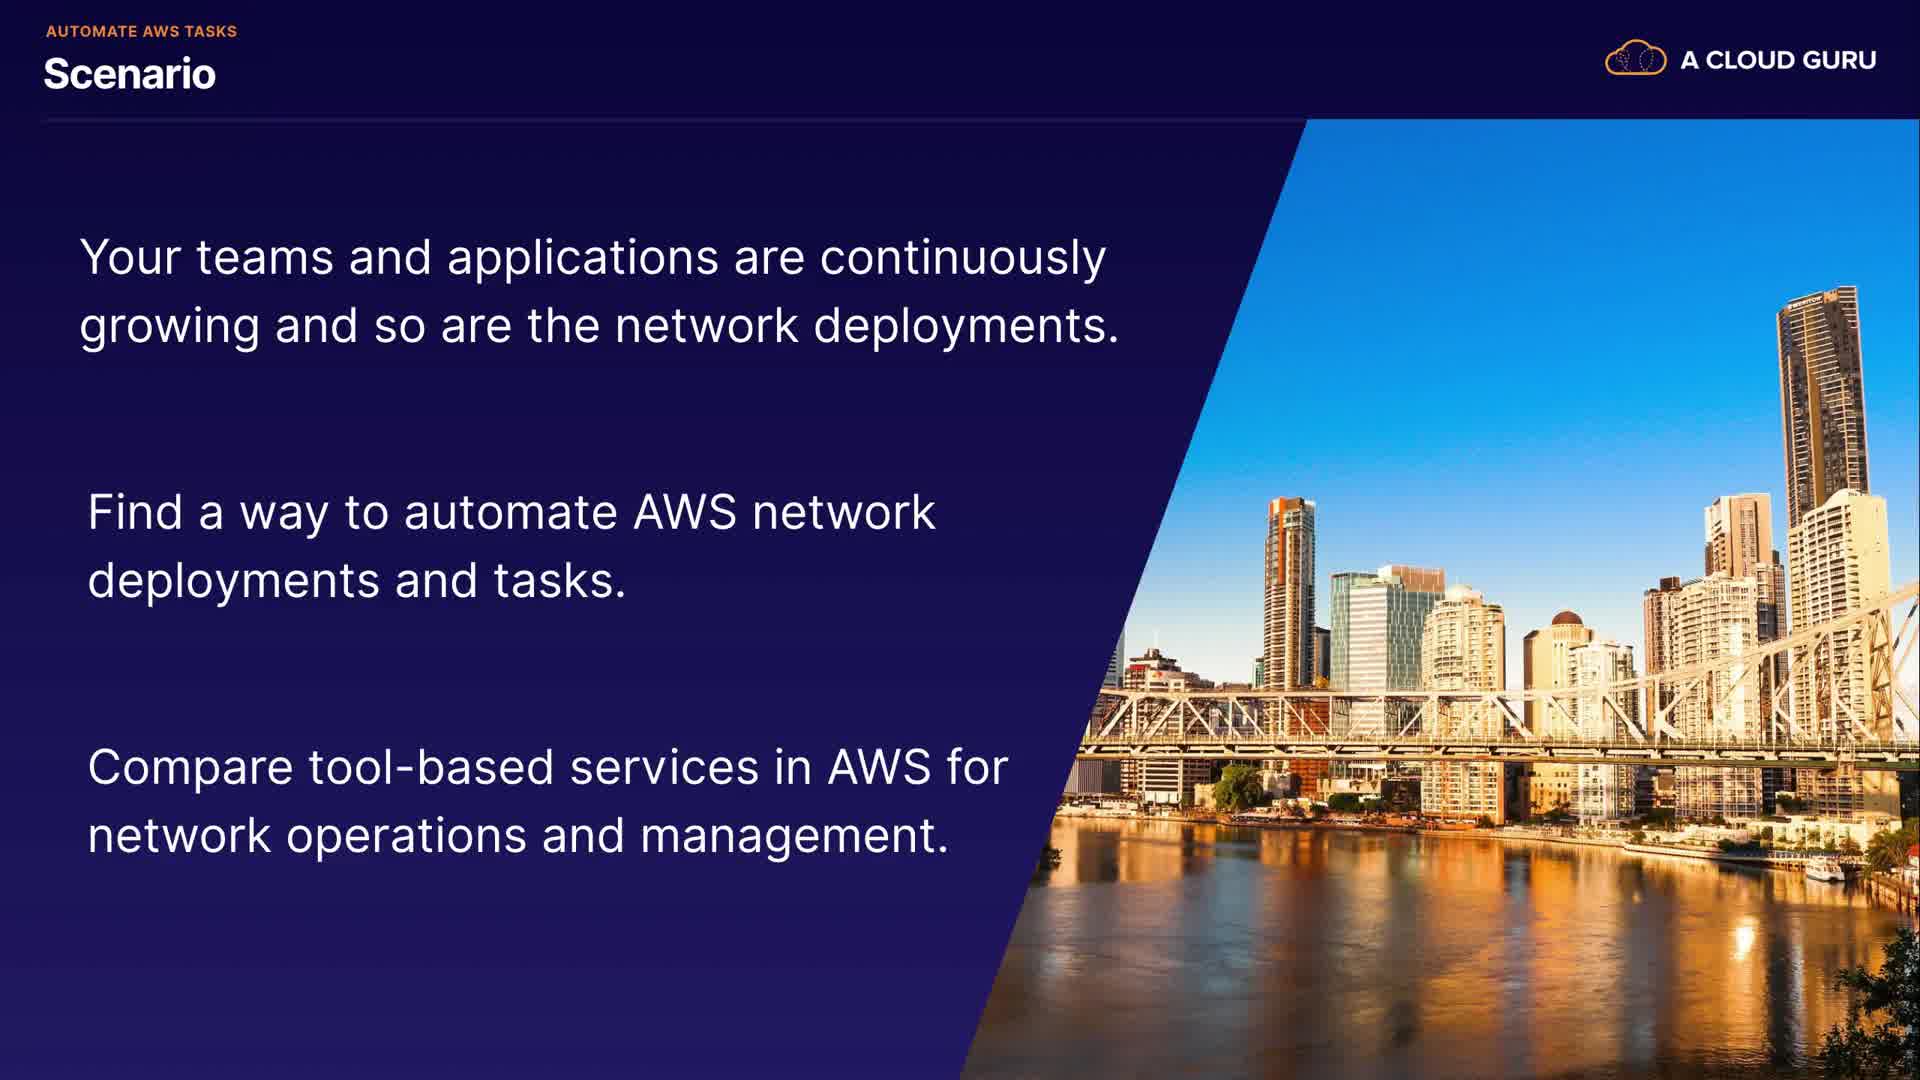 AUTOMATE AWS TASKS
Scenario
A CLOUD GURU
Your teams and applications are continuously
growing and so are the network deployments.
Find a way to automate AWS network
deployments and tasks.
Compare tool-based services in AWS for
network operations and management.